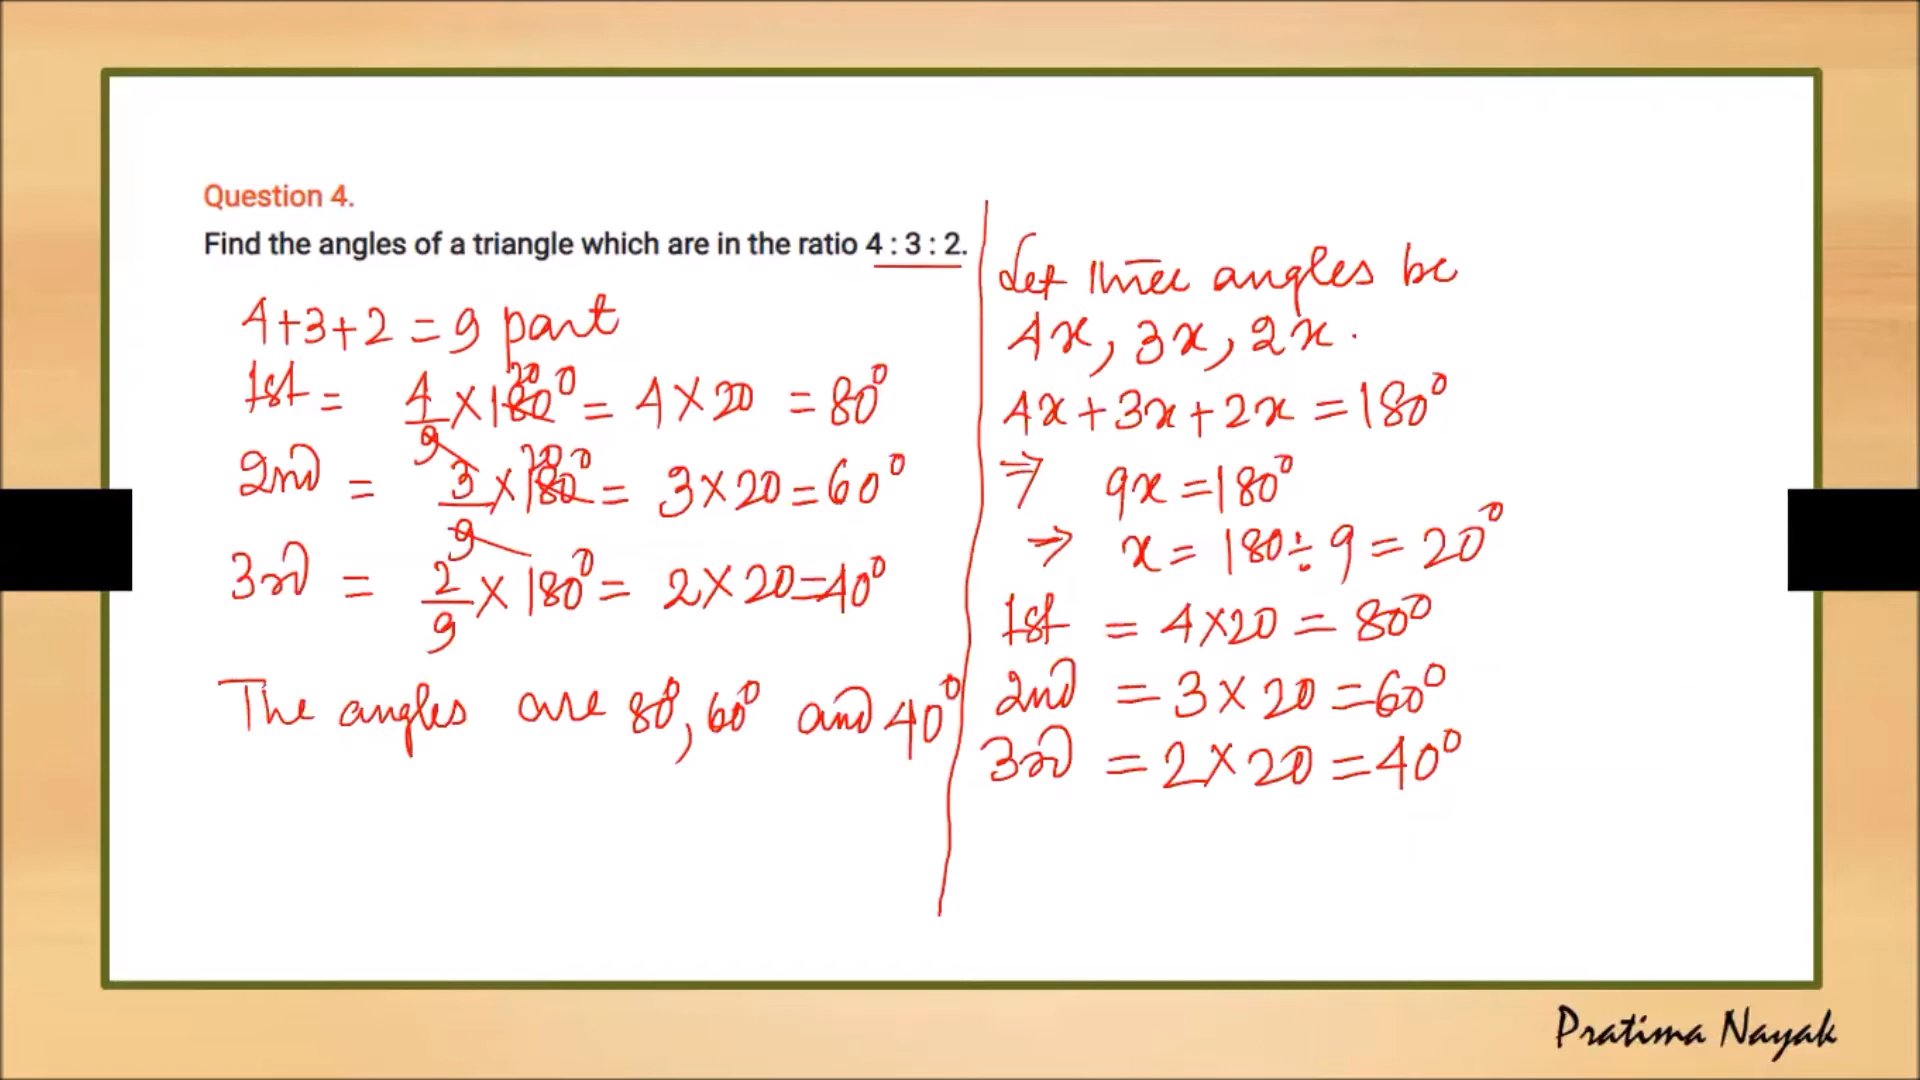 Question 4.
Find the angles of a triangle which are in the ratio 4 : 3 : 2.
4+3+2 = 9 part
1st = 4/9 × 180° 20 = 4 × 20 = 80°
2nd = 3/9 × 180° 20 = 3 × 20 = 60°
3rd = 2/9 × 180° = 2 × 20 = 40°
The angles are 80°, 60° and 40°
Let three angles be
4x, 3x, 2x.
4x + 3x + 2x = 180°
⇒ 9x = 180°
⇒ x = 180 ÷ 9 = 20°
1st = 4 × 20 = 80°
2nd = 3 × 20 = 60°
3rd = 2 × 20 = 40°
Pratima Nayak